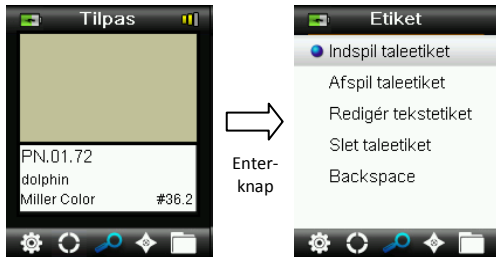 Tilpas
PN.01.72
dolphin
Miller Color #36.2
Enter-
knap
Etiket
Indspil taleetiket
Afspil taleetiket
Redigér tekstetiket
Slet taleetiket
Backspace